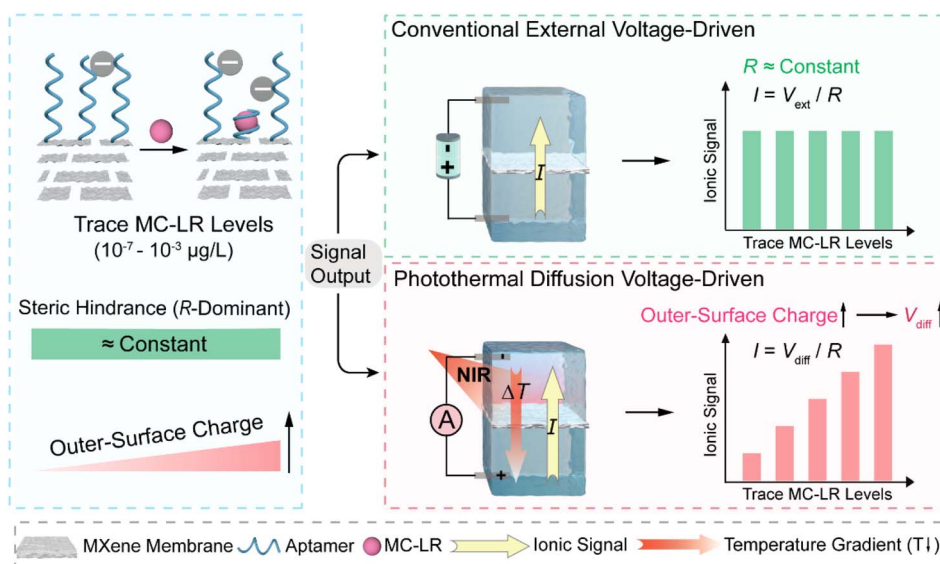 Trace MC-LR Levels
(10⁻⁷ - 10⁻³ µg/L)
Steric Hindrance (R-Dominant)
≈ Constant
Outer-Surface Charge
Signal
Output
Conventional External Voltage-Driven
-
+
I
R ≈ Constant
I = V_ext / R
Ionic Signal
Trace MC-LR Levels
Photothermal Diffusion Voltage-Driven
NIR
-
ΔT
A
I
+
Outer-Surface Charge V_diff
I = V_diff / R
Ionic Signal
Trace MC-LR Levels
MXene Membrane Aptamer MC-LR Ionic Signal Temperature Gradient (T↓)